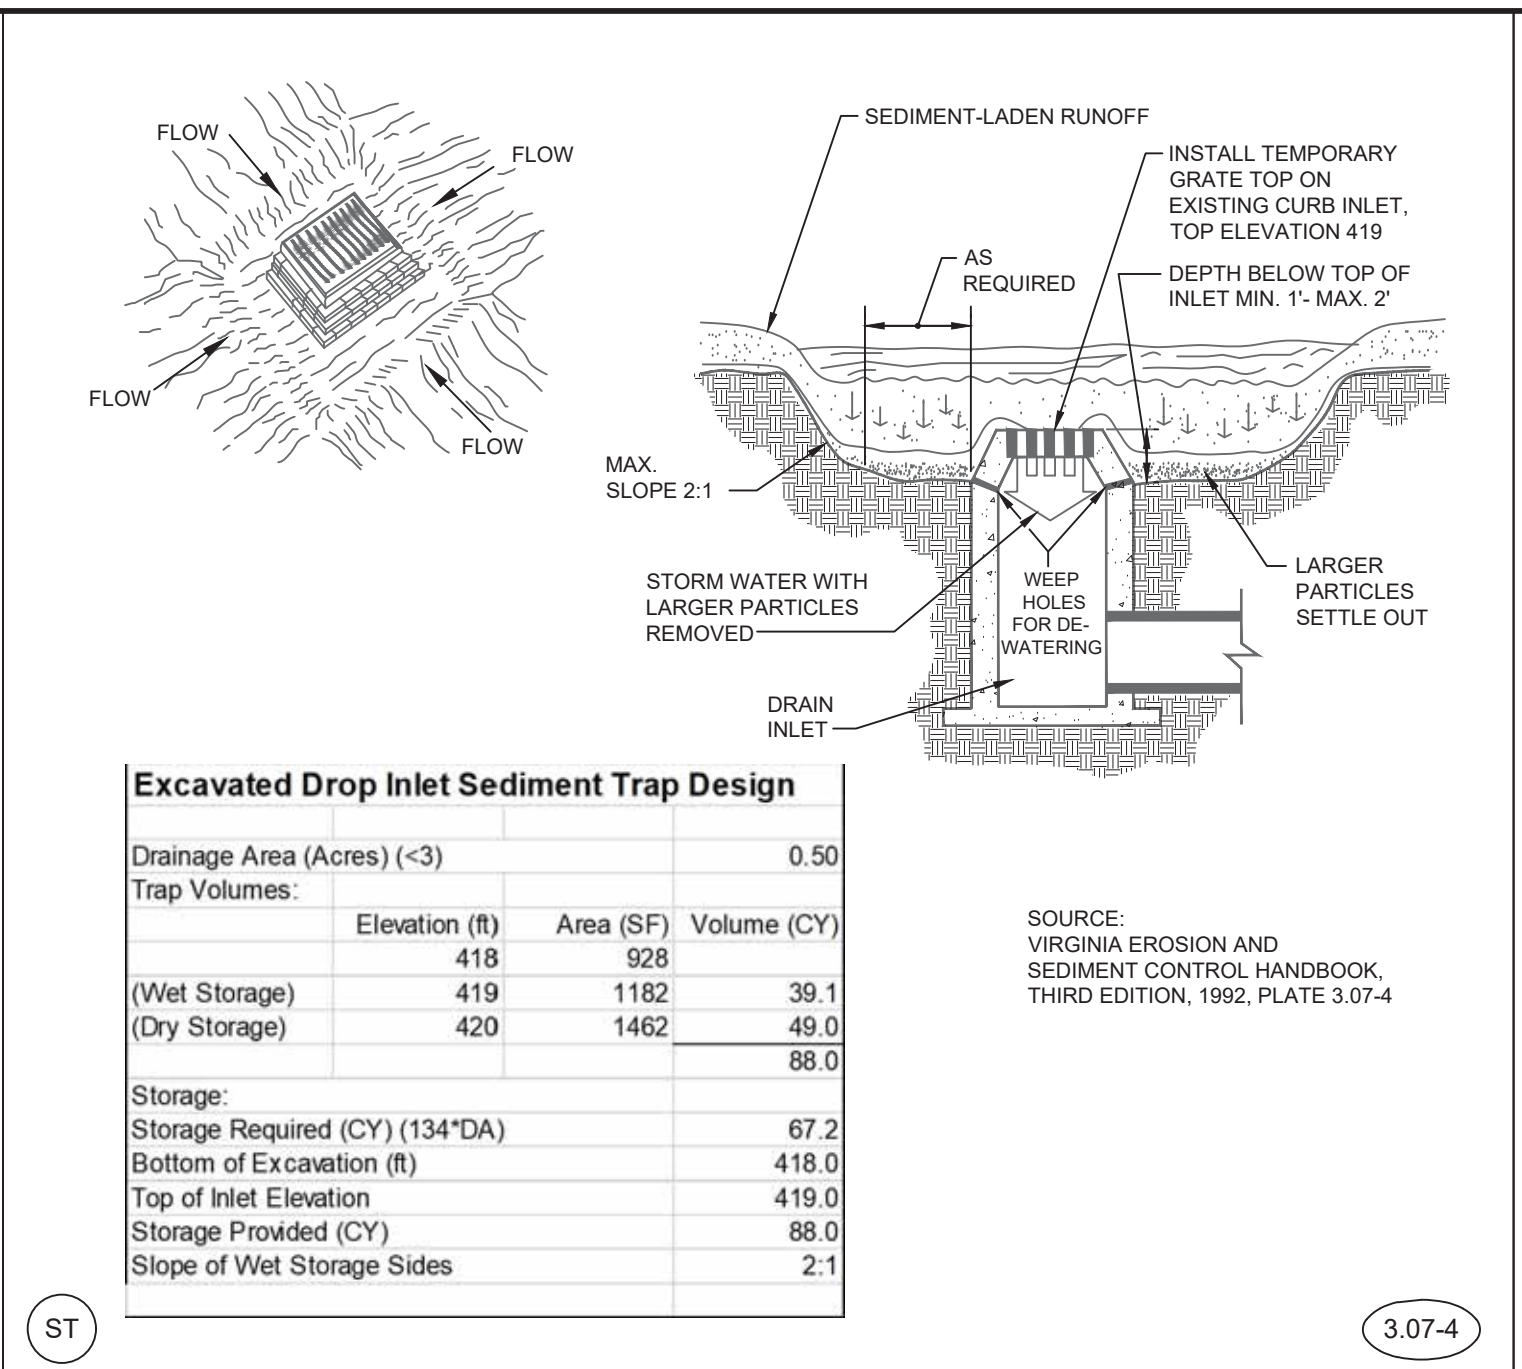 FLOW
FLOW
FLOW
FLOW
SEDIMENT-LADEN RUNOFF
INSTALL TEMPORARY
GRATE TOP ON
EXISTING CURB INLET,
TOP ELEVATION 419
AS
REQUIRED
DEPTH BELOW TOP OF
INLET MIN. 1'- MAX. 2'
MAX.
SLOPE 2:1
STORM WATER WITH
LARGER PARTICLES
REMOVED
WEEP
HOLES
FOR DE-
WATERING
LARGER
PARTICLES
SETTLE OUT
DRAIN
INLET
Excavated Drop Inlet Sediment Trap Design
Drainage Area (Acres) (<3) 0.50
Trap Volumes:
Elevation (ft) Area (SF) Volume (CY)
418 928
(Wet Storage) 419 1182 39.1
(Dry Storage) 420 1462 49.0
88.0
Storage:
Storage Required (CY) (134*DA) 67.2
Bottom of Excavation (ft) 418.0
Top of Inlet Elevation 419.0
Storage Provided (CY) 88.0
Slope of Wet Storage Sides 2:1
SOURCE:
VIRGINIA EROSION AND
SEDIMENT CONTROL HANDBOOK,
THIRD EDITION, 1992, PLATE 3.07-4
ST
3.07-4